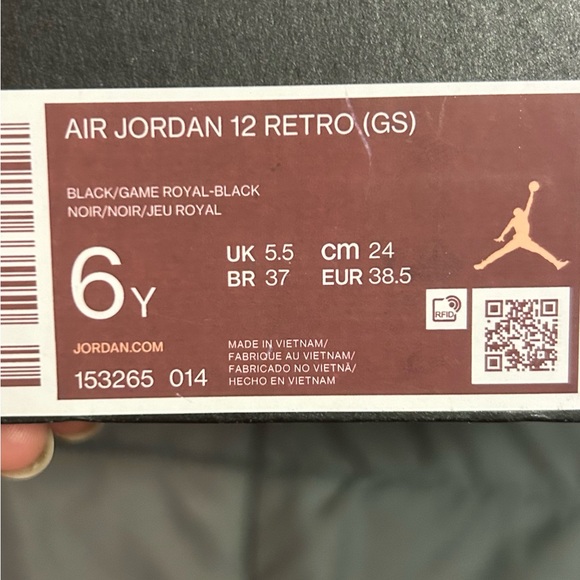 AIR JORDAN 12 RETRO (GS)
BLACK/GAME ROYAL-BLACK
NOIR/NOIR/JEU ROYAL
6Y
UK 5.5 cm 24
BR 37 EUR 38.5
RFID
JORDAN.COM
153265 014
MADE IN VIETNAM/
FABRIQUE AU VIETNAM/
FABRICADO NO VIETNÃ/
HECHO EN VIETNAM